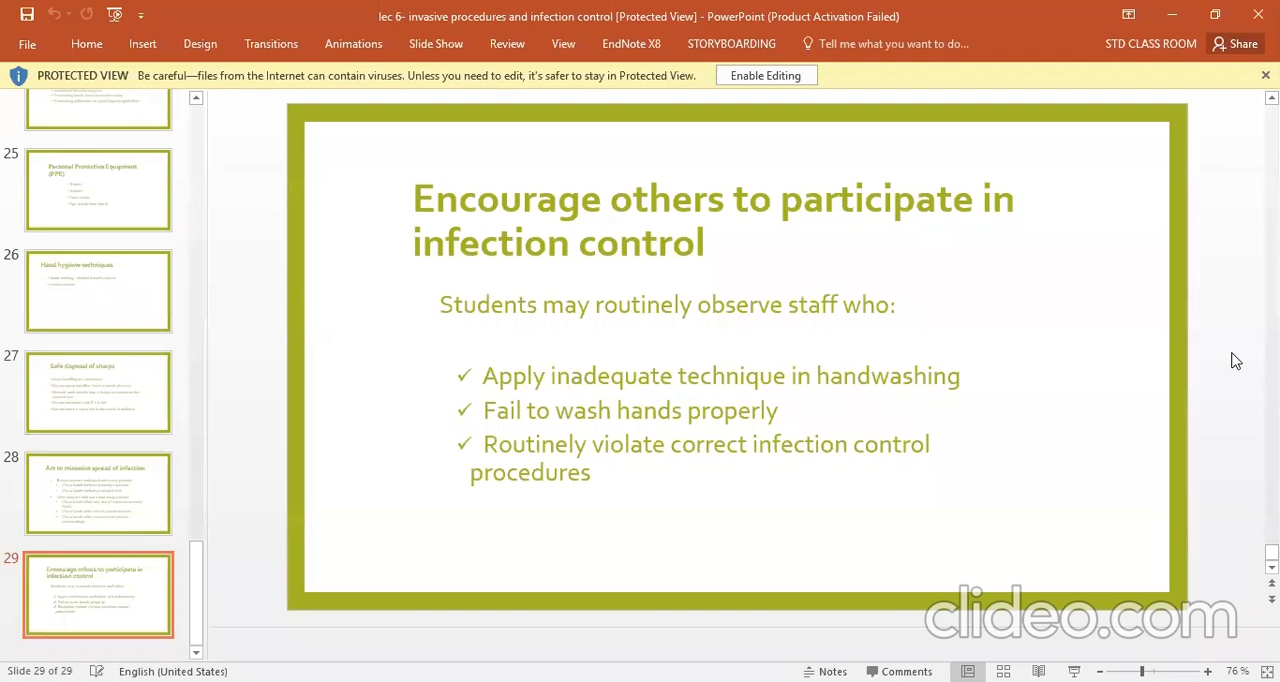 lec 6- invasive procedures and infection control [Protected View] - PowerPoint (Product Activation Failed)
File Home Insert Design Transitions Animations Slide Show Review View EndNote X8 STORYBOARDING Tell me what you want to do... STD CLASS ROOM Share
PROTECTED VIEW Be careful—files from the Internet can contain viruses. Unless you need to edit, it's safer to stay in Protected View. Enable Editing
25
Personal Protective Equipment
(PPE)
26
Hand hygiene techniques
27
Safe disposal of sharps
28
Act to minimise spread of infection
29
Encourage others to participate in
infection control
Encourage others to participate in
infection control
Students may routinely observe staff who:
✓ Apply inadequate technique in handwashing
✓ Fail to wash hands properly
✓ Routinely violate correct infection control
procedures
clideo.com
Slide 29 of 29 English (United States) Notes Comments 76 %